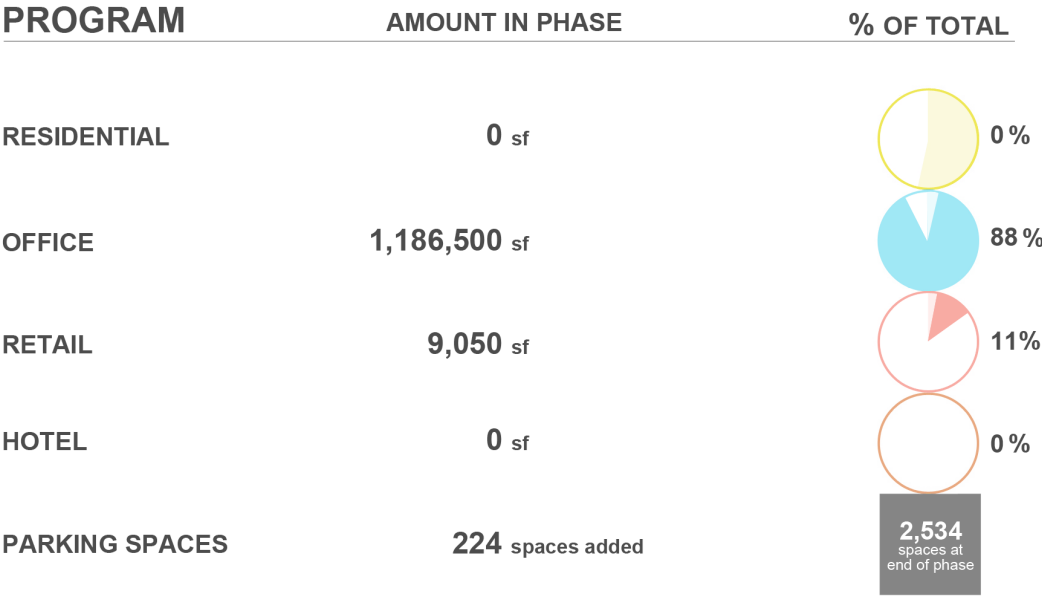 PROGRAM AMOUNT IN PHASE % OF TOTAL
RESIDENTIAL 0 sf 0 %
OFFICE 1,186,500 sf 88 %
RETAIL 9,050 sf 11%
HOTEL 0 sf 0 %
PARKING SPACES 224 spaces added 2,534
spaces at
end of phase